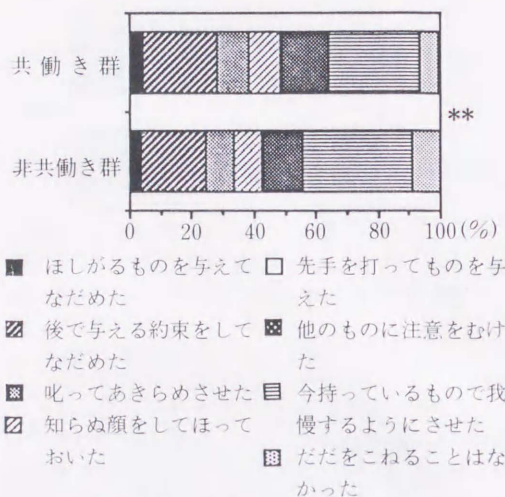 共働き群
**
非共働き群
0 20 40 60 80 100(%)
ほしがるものを与えて
なだめた
後で与える約束をして
なだめた
叱ってあきらめさせた
知らぬ顔をしてほって
おいた
先手を打ってものを与
えた
他のものに注意をむけ
た
今持っているもので我
慢するようにさせた
だだをこねることはな
かった